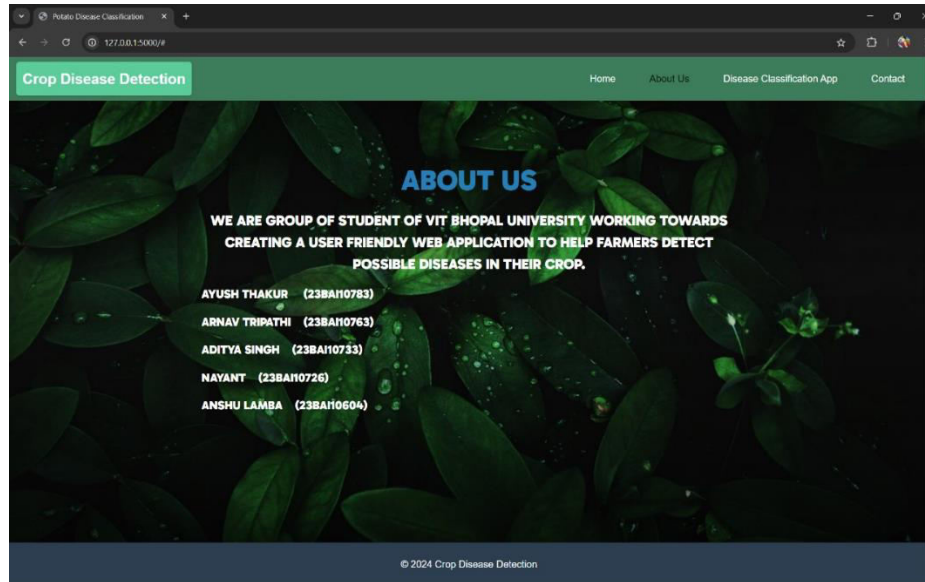 Potato Disease Classification
127.0.0.1:5000/#
Crop Disease Detection
Home About Us Disease Classification App Contact
ABOUT US
WE ARE GROUP OF STUDENT OF VIT BHOPAL UNIVERSITY WORKING TOWARDS
CREATING A USER FRIENDLY WEB APPLICATION TO HELP FARMERS DETECT
POSSIBLE DISEASES IN THEIR CROP.
AYUSH THAKUR (23BAI10783)
ARNAV TRIPATHI (23BAI10763)
ADITYA SINGH (23BAI10733)
NAYANT (23BAI10726)
ANSHU LAMBA (23BAI10604)
© 2024 Crop Disease Detection